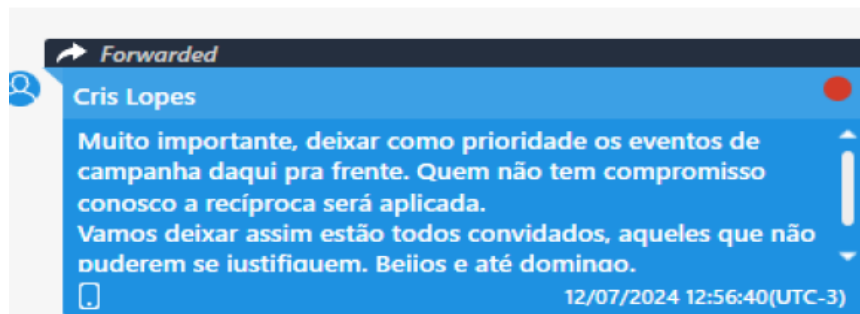 Forwarded
Cris Lopes
Muito importante, deixar como prioridade os eventos de
campanha daqui pra frente. Quem não tem compromisso
conosco a recíproca será aplicada.
Vamos deixar assim estão todos convidados, aqueles que não
puderem se justifiquem. Beijos e até domingo.
12/07/2024 12:56:40(UTC-3)